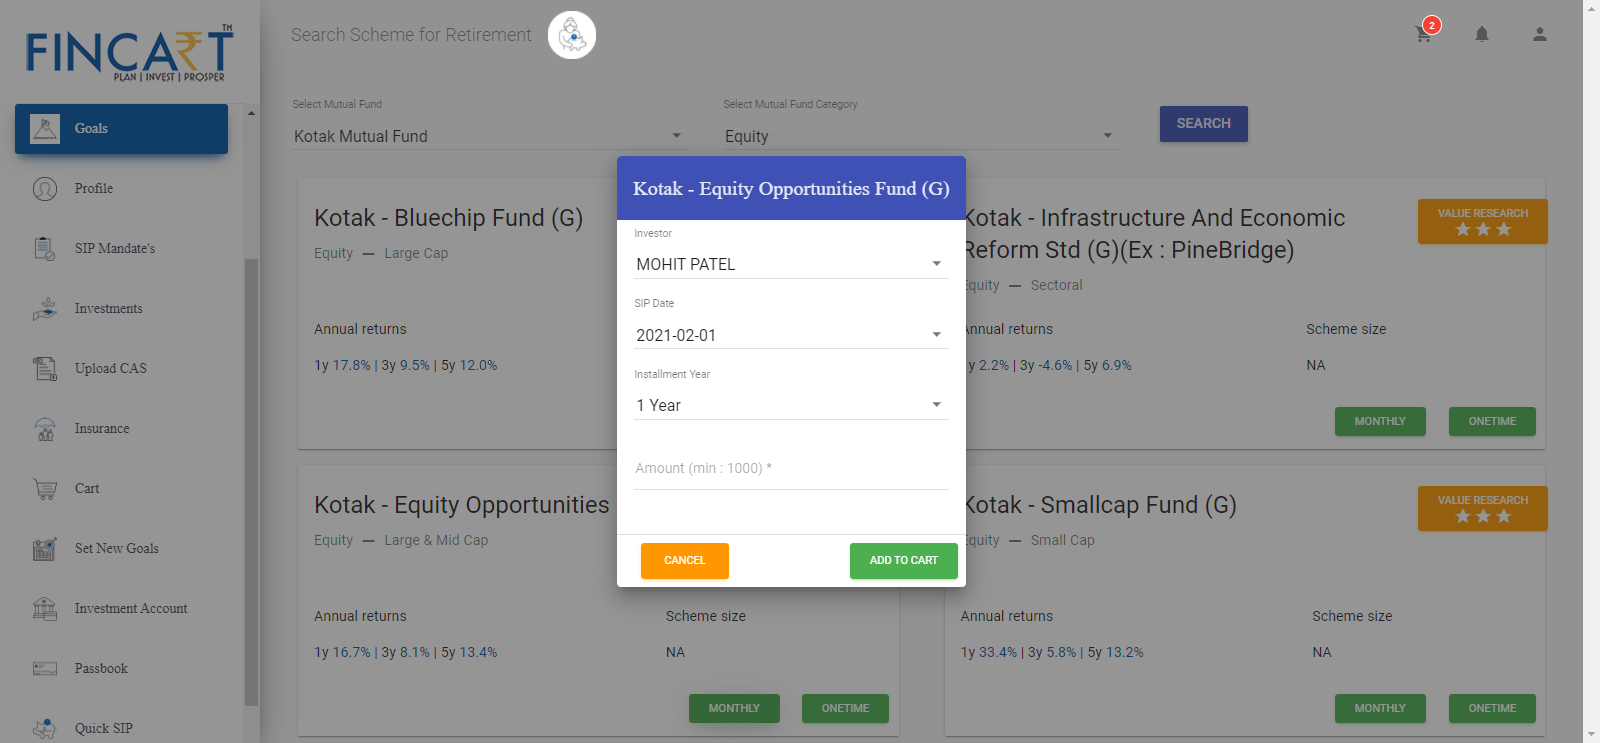 FINCART™
PLAN | INVEST | PROSPER
Search Scheme for Retirement
2
Goals
Profile
SIP Mandate's
Investments
Upload CAS
Insurance
Cart
Set New Goals
Investment Account
Passbook
Quick SIP
Select Mutual Fund
Kotak Mutual Fund
Select Mutual Fund Category
Equity
SEARCH
Kotak - Bluechip Fund (G)
Equity — Large Cap
Annual returns
1y 17.8% | 3y 9.5% | 5y 12.0%
Kotak - Infrastructure And Economic
Reform Std (G)(Ex : PineBridge)
Equity — Sectoral
VALUE RESEARCH
Annual returns
Scheme size
y 2.2% | 3y -4.6% | 5y 6.9%
NA
MONTHLY
ONETIME
Kotak - Equity Opportunities
Equity — Large & Mid Cap
Annual returns
Scheme size
1y 16.7% | 3y 8.1% | 5y 13.4%
NA
MONTHLY
ONETIME
Kotak - Smallcap Fund (G)
Equity — Small Cap
VALUE RESEARCH
Annual returns
Scheme size
1y 33.4% | 3y 5.8% | 5y 13.2%
NA
MONTHLY
ONETIME
Kotak - Equity Opportunities Fund (G)
Investor
MOHIT PATEL
SIP Date
2021-02-01
Installment Year
1 Year
Amount (min : 1000) *
CANCEL
ADD TO CART